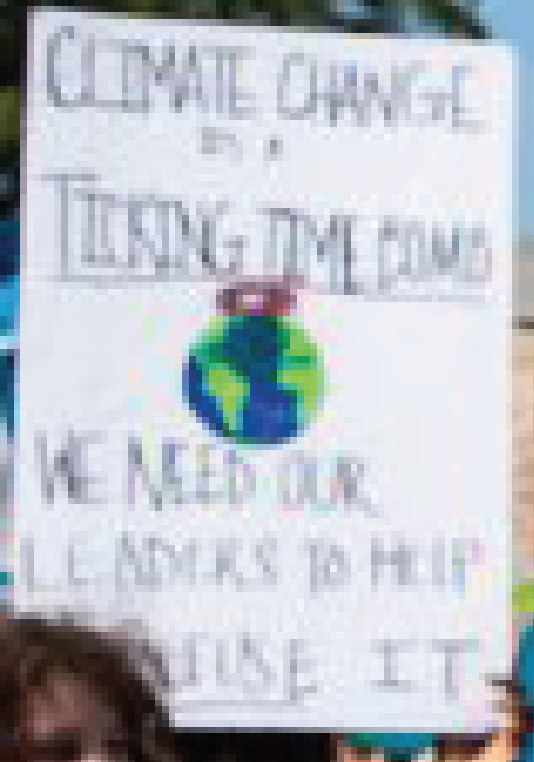 CLIMATE CHANGE
is a
TICKING TIME BOMB
WE NEED OUR
LEADERS TO HELP
IT